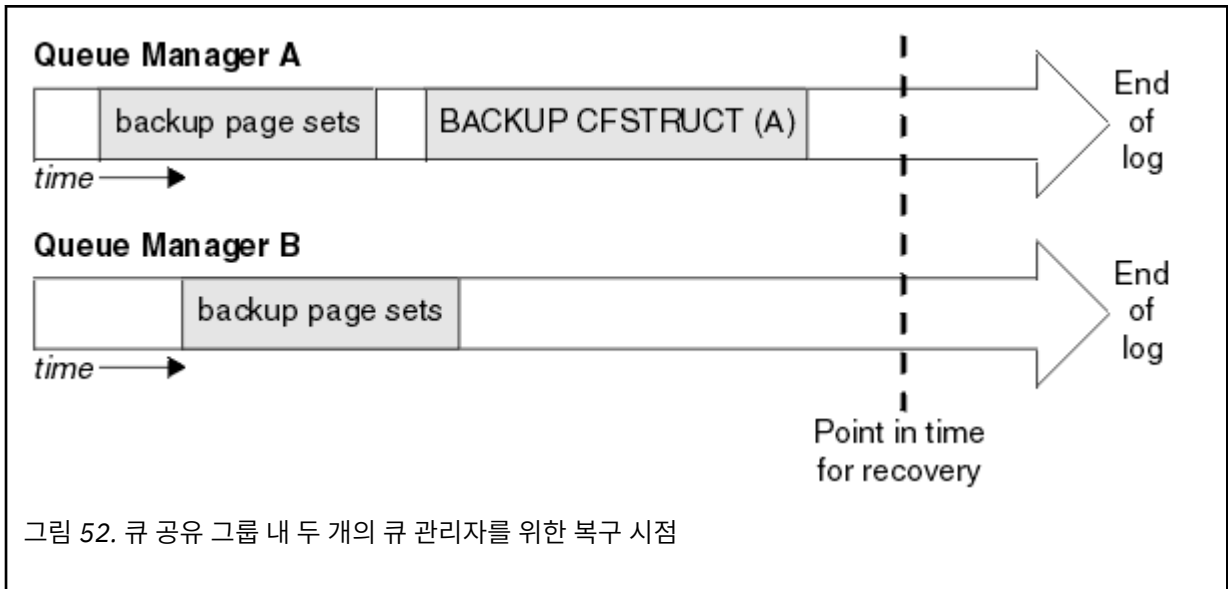 Queue Manager A
backup page sets
BACKUP CFSTRUCT (A)
End
of
log
time
Queue Manager B
backup page sets
End
of
log
time
Point in time
for recovery
그림 52. 큐 공유 그룹 내 두 개의 큐 관리자를 위한 복구 시점